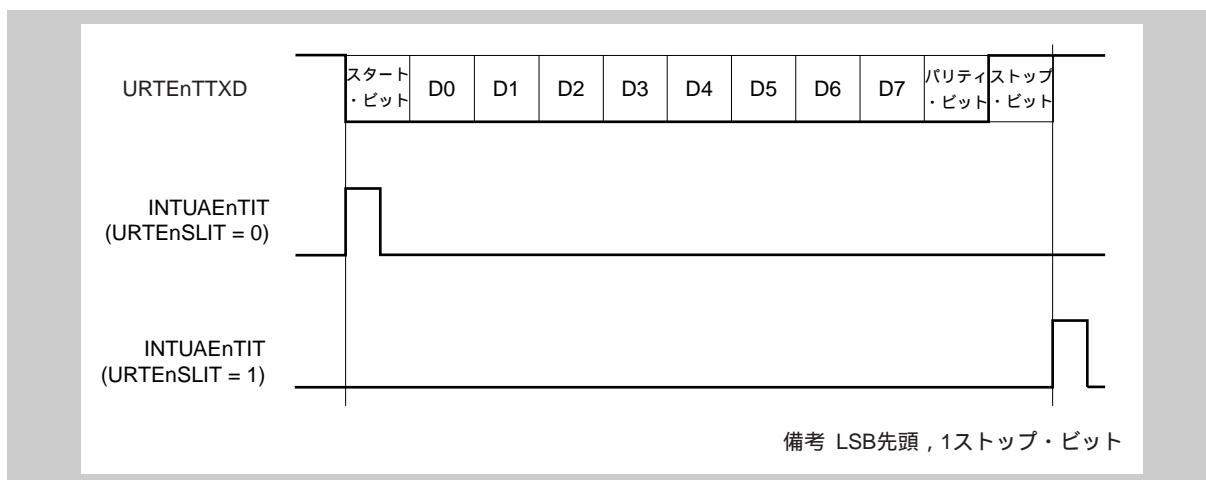 URTEnTTXD
スタート
・ビット
D0
D1
D2
D3
D4
D5
D6
D7
パリティ
・ビット
ストップ
・ビット
INTUAEnTIT
(URTEnSLIT = 0)
INTUAEnTIT
(URTEnSLIT = 1)
備考 LSB先頭,1ストップ・ビット